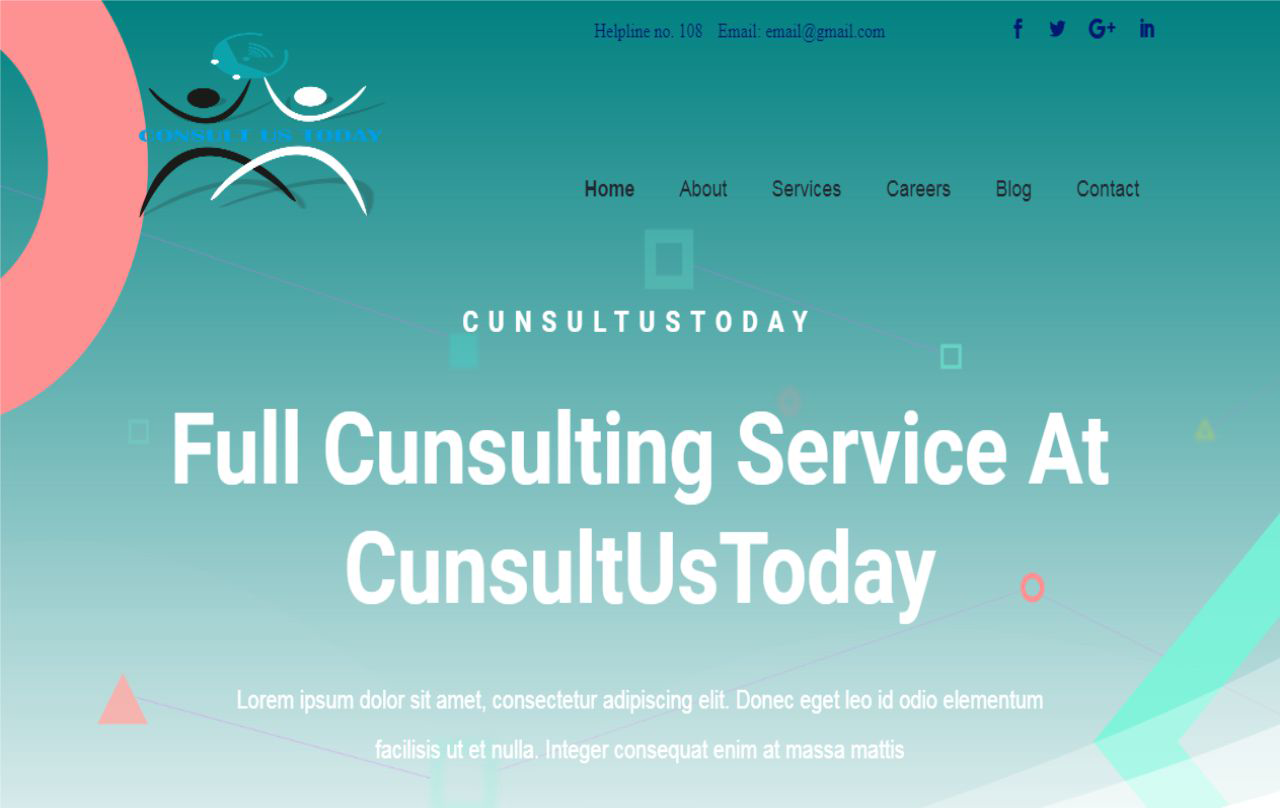 Helpline no. 108 Email: email@gmail.com
CONSULT US TODAY
Home About Services Careers Blog Contact
CUNSULTUSTODAY
Full Cunsulting Service At
CunsultUsToday
Lorem ipsum dolor sit amet, consectetur adipiscing elit. Donec eget leo id odio elementum
facilisis ut et nulla. Integer consequat enim at massa mattis